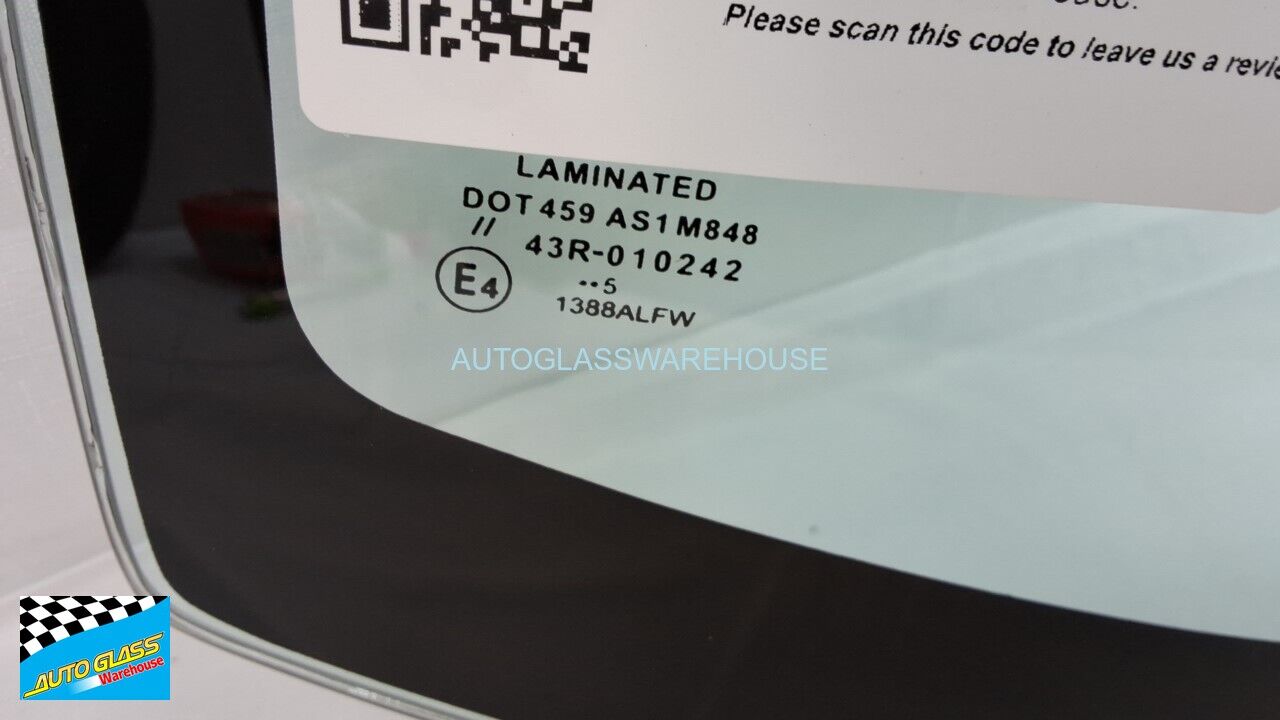 Please scan this code to leave us a
LAMINATED
DOT 459 AS1 M848
// 43R-010242
E4
••5
1388ALFW
AUTOGLASSWAREHOUSE
AUTO GLASS
Warehouse